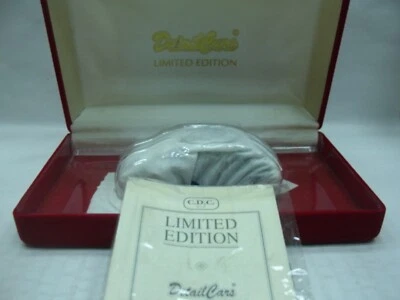 DetailCars
LIMITED EDITION
C.D.C.
LIMITED
EDITION
DetailCars